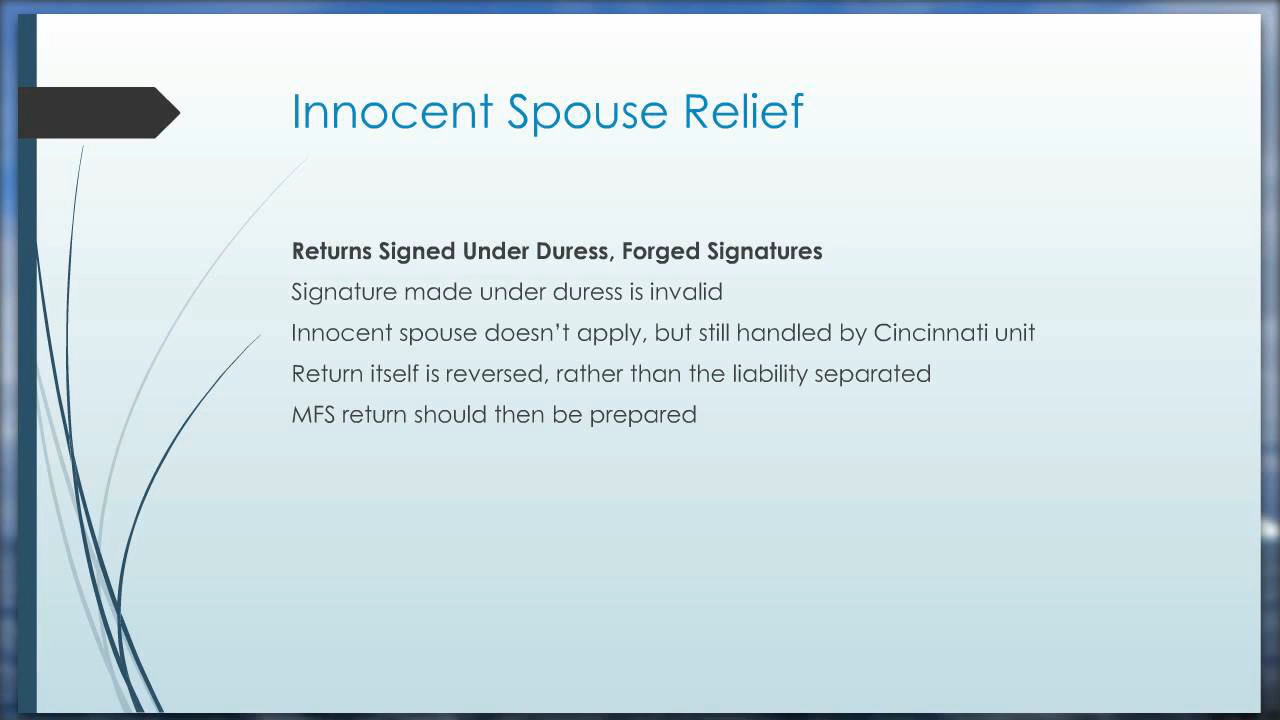 Innocent Spouse Relief
Returns Signed Under Duress, Forged Signatures
Signature made under duress is invalid
Innocent spouse doesn’t apply, but still handled by Cincinnati unit
Return itself is reversed, rather than the liability separated
MFS return should then be prepared